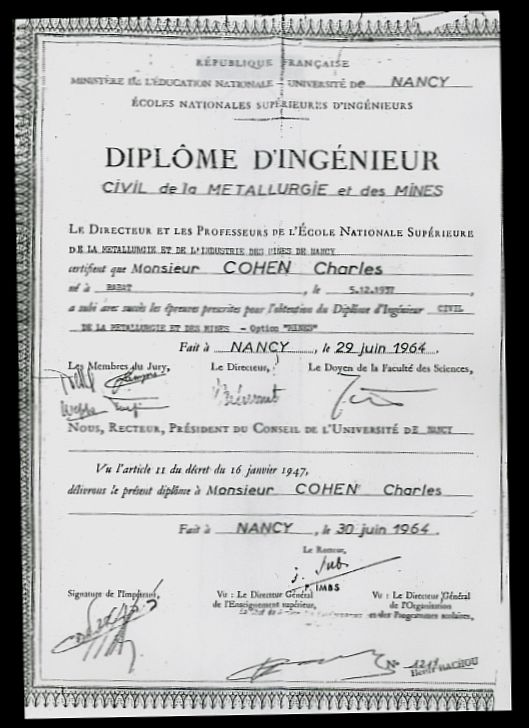 RÉPUBLIQUE FRANÇAISE
MINISTÈRE de L'ÉDUCATION NATIONALE – UNIVERSITÉ de NANCY
ÉCOLES NATIONALES SUPÉRIEURES D'INGÉNIEURS
DIPLÔME D'INGÉNIEUR
CIVIL de la METALLURGIE et des MINES
LE DIRECTEUR ET LES PROFESSEURS DE L'ÉCOLE NATIONALE SUPÉRIEURE
DE LA METALLURGIE ET DE L'INDUSTRIE DES MINES DE NANCY
certifient que Monsieur COHEN Charles
né à RABAT , le 5.12.1937
a subi avec succès les épreuves prescrites pour l'obtention du Diplôme d'Ingénieur CIVIL
DE LA METALLURGIE ET DES MINES - Option "MINES"
Fait à NANCY , le 29 juin 1964.
Les Membres du Jury, Le Directeur, Le Doyen de la Faculté des Sciences,
NOUS, RECTEUR, PRÉSIDENT DU CONSEIL DE L'UNIVERSITÉ DE NANCY
Vu l'article 11 du décret du 16 janvier 1947,
délivrons le présent diplôme à Monsieur COHEN Charles
Fait à NANCY , le 30 juin 1964.
Le Recteur,
P. IMBS
Signature de l'Impétrant, Vu : Le Directeur Général Vu : Le Directeur Général
de l'Enseignement supérieur, de l'Organisation
et des Programmes scolaires,
N°